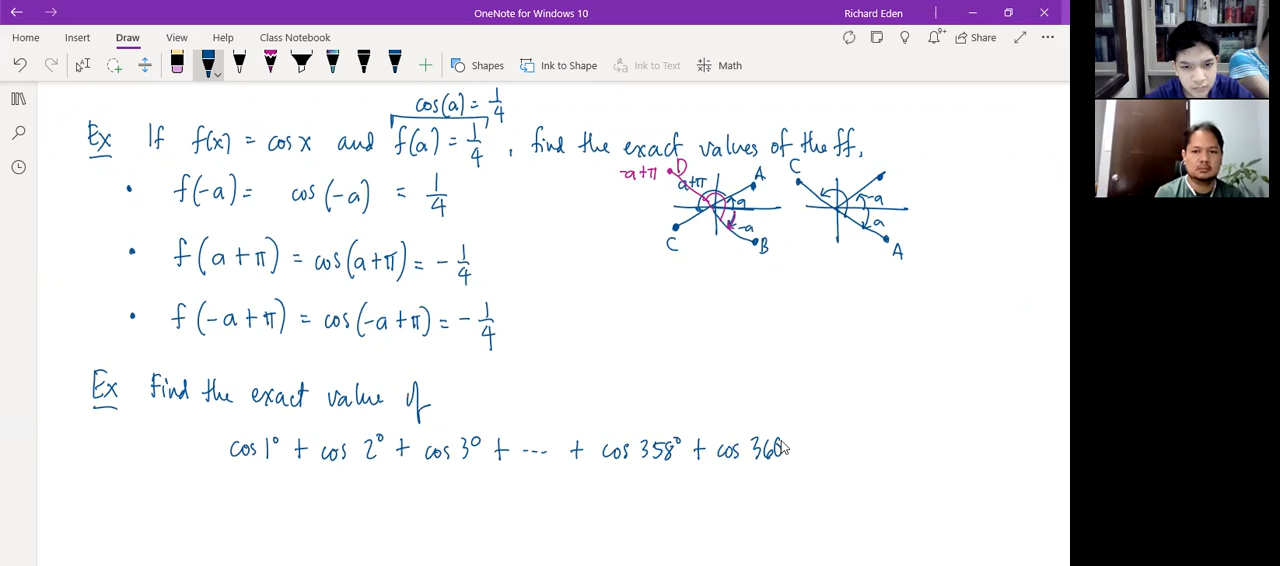 OneNote for Windows 10
Richard Eden
Home Insert Draw View Help Class Notebook
Share
Shapes Ink to Shape Ink to Text Math
cos(a) = 1/4
Ex If f(x) = cos x and f(a) = 1/4, find the exact values of the ff,
• f(-a) = cos(-a) = 1/4
• f(a+π) = cos(a+π) = - 1/4
• f(-a+π) = cos(-a+π) = - 1/4
-a+π D a+π A a -a C B
C -a a A
Ex Find the exact value of
cos 1° + cos 2° + cos 3° + ... + cos 358° + cos 360